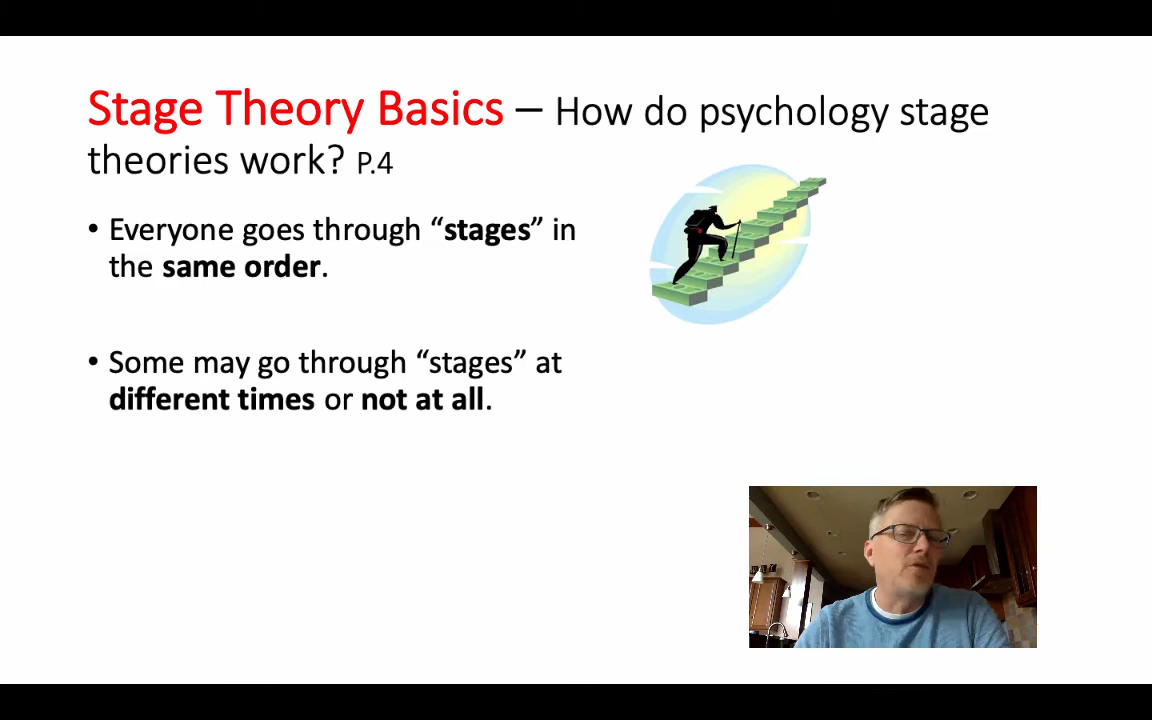 Stage Theory Basics – How do psychology stage
theories work? P.4
• Everyone goes through “stages” in
the same order.
• Some may go through “stages” at
different times or not at all.